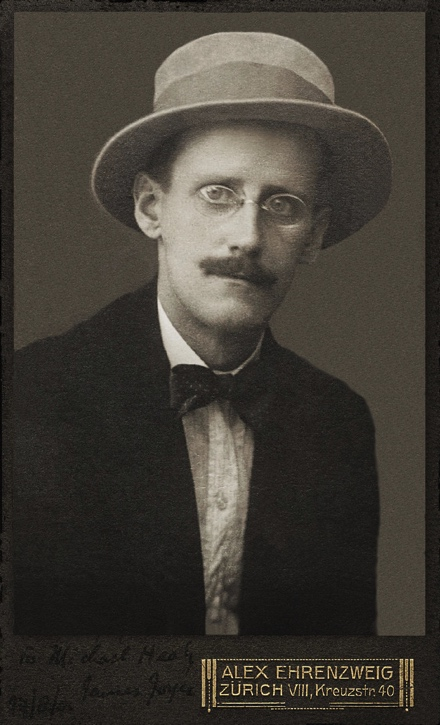 To Michael Healy
James Joyce
ALEX EHRENZWEIG
ZÜRICH VIII, Kreuzstr. 40